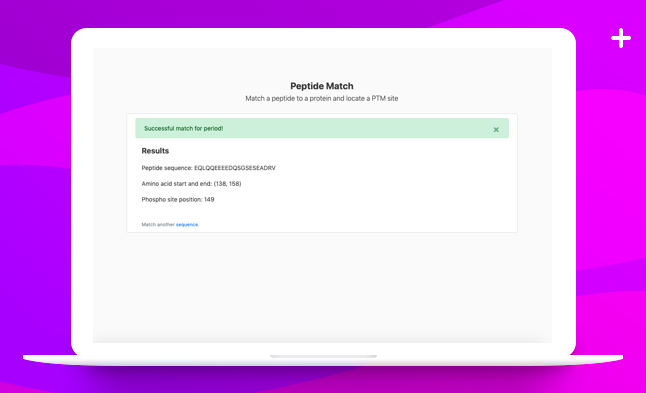 Peptide Match
Match a peptide to a protein and locate a PTM site
Successful match for period!
×
Results
Peptide sequence: EQLQQEEEEDQSGSESEADRV
Amino acid start and end: (138, 158)
Phospho site position: 149
Match another sequence.